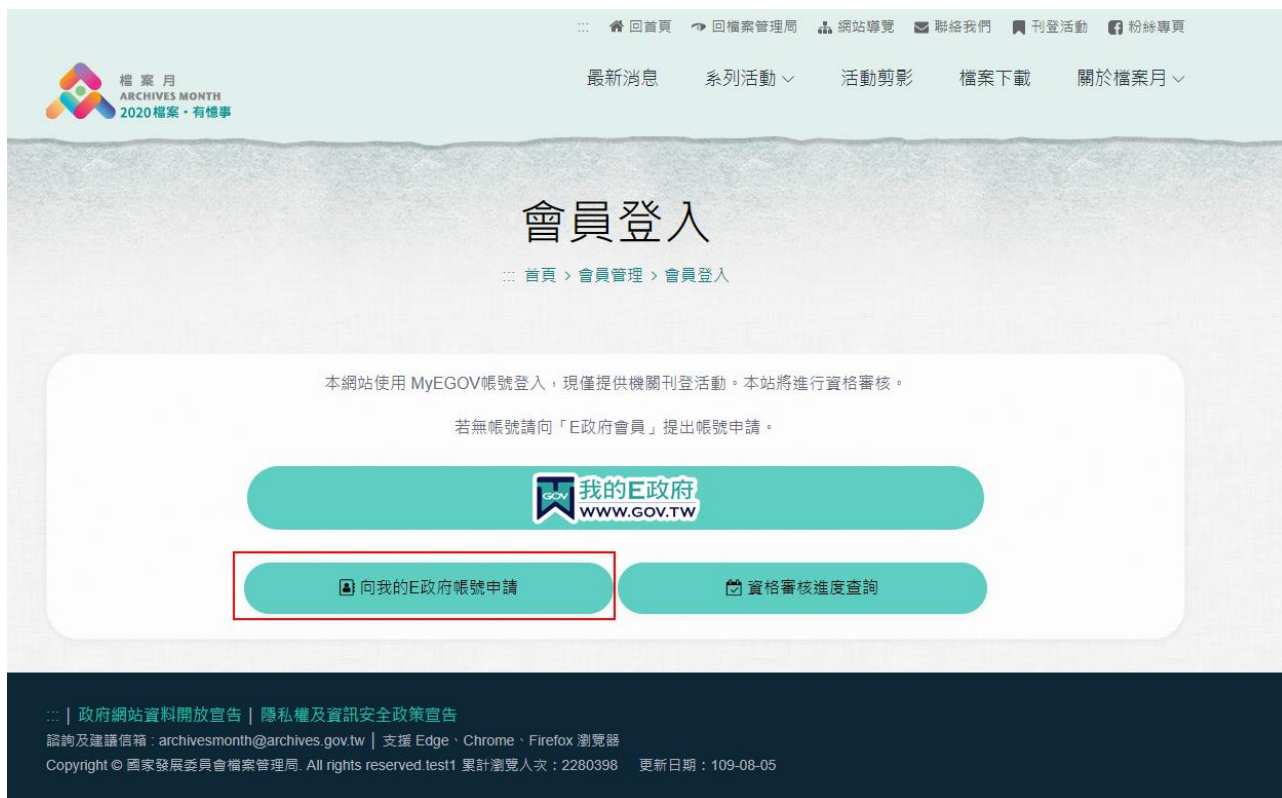 ::: 回首頁 回檔案管理局 網站導覽 聯絡我們 刊登活動 粉絲專頁
檔案月
ARCHIVES MONTH
2020檔案・有憶事
最新消息 系列活動 活動剪影 檔案下載 關於檔案月
會員登入
::: 首頁 > 會員管理 > 會員登入
本網站使用 MyEGOV帳號登入，現僅提供機關刊登活動。本站將進行資格審核。
若無帳號請向「E政府會員」提出帳號申請。
GOV 我的E政府
WWW.GOV.TW
向我的E政府帳號申請 資格審核進度查詢
::: | 政府網站資料開放宣告 | 隱私權及資訊安全政策宣告
諮詢及建議信箱 : archivesmonth@archives.gov.tw │ 支援 Edge、Chrome、Firefox 瀏覽器
Copyright © 國家發展委員會檔案管理局. All rights reserved.test1 累計瀏覽人次：2280398 更新日期：109-08-05